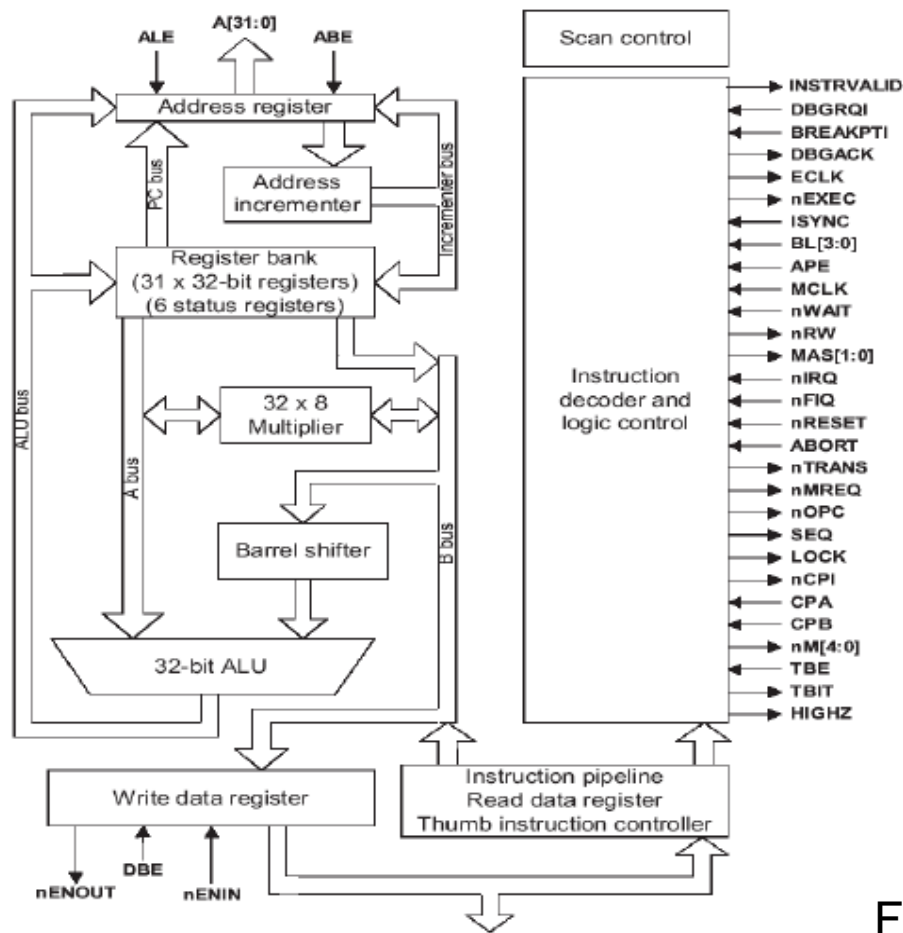 A[31:0]
ALE
ABE
Address register
PC bus
Address
incrementer
Incrementer bus
Register bank
(31 x 32-bit registers)
(6 status registers)
ALU bus
A bus
32 x 8
Multiplier
B bus
Barrel shifter
32-bit ALU
Write data register
nENOUT
DBE
nENIN
Instruction pipeline
Read data register
Thumb instruction controller
Scan control
Instruction
decoder and
logic control
INSTRVALID
DBGRQI
BREAKPTI
DBGACK
ECLK
nEXEC
ISYNC
BL[3:0]
APE
MCLK
nWAIT
nRW
MAS[1:0]
nIRQ
nFIQ
nRESET
ABORT
nTRANS
nMREQ
nOPC
SEQ
LOCK
nCPI
CPA
CPB
nM[4:0]
TBE
TBIT
HIGHZ